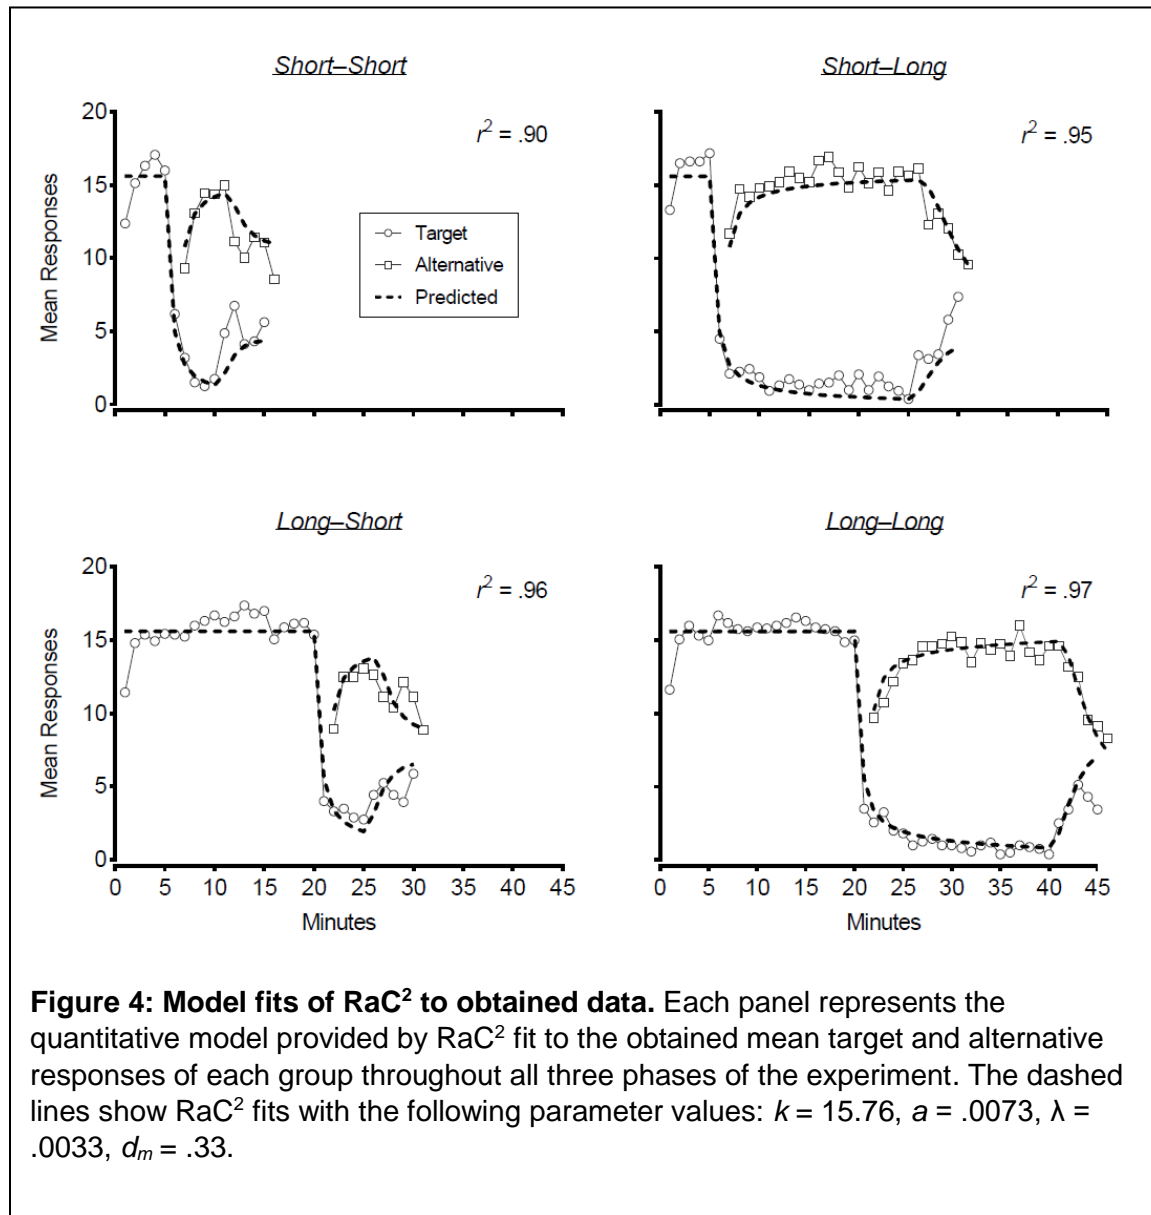 Short–Short
Short–Long
20
15
10
5
0
Mean Responses
r² = .90
Target
Alternative
Predicted
r² = .95
Long–Short
Long–Long
20
15
10
5
0
Mean Responses
r² = .96
0 5 10 15 20 25 30 35 40 45
Minutes
r² = .97
0 5 10 15 20 25 30 35 40 45
Minutes
Figure 4: Model fits of RaC² to obtained data. Each panel represents the
quantitative model provided by RaC² fit to the obtained mean target and alternative
responses of each group throughout all three phases of the experiment. The dashed
lines show RaC² fits with the following parameter values: k = 15.76, a = .0073, λ =
.0033, dₘ = .33.